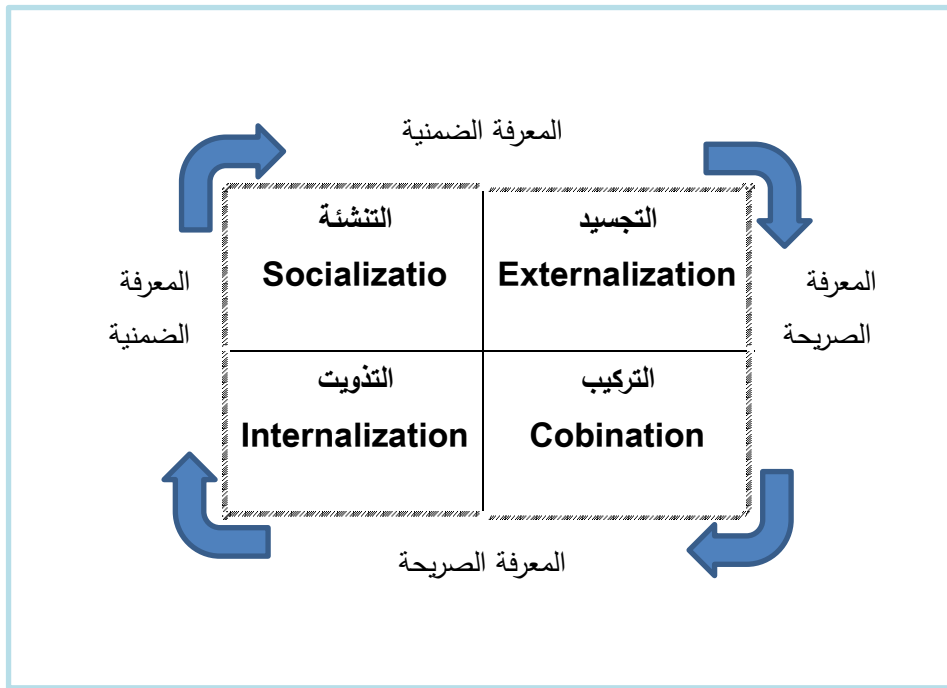 المعرفة الضمنية
التنشئة
Socializatio
التجسيد
Externalization
المعرفة
الضمنية
المعرفة
الصريحة
التذويت
Internalization
التركيب
Cobination
المعرفة الصريحة